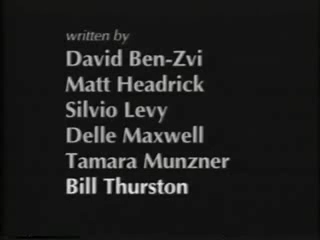 written by
David Ben-Zvi
Matt Headrick
Silvio Levy
Delle Maxwell
Tamara Munzner
Bill Thurston